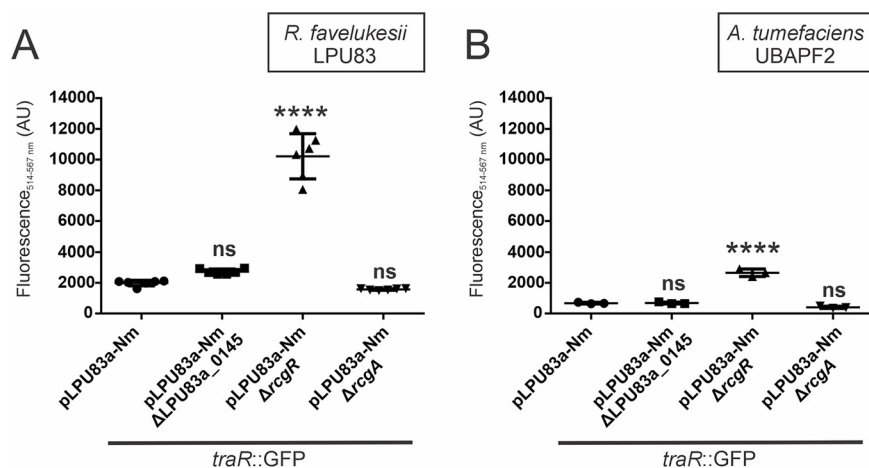 A
R. favelukesii
LPU83
Fluorescence514-567 nm (AU)
14000
12000
10000
8000
6000
4000
2000
0
ns
****
ns
pLPU83a-Nm
pLPU83a-Nm
ΔLPU83a_0145
pLPU83a-Nm
ΔrcgR
pLPU83a-Nm
ΔrcgA
traR::GFP
B
A. tumefaciens
UBAPF2
Fluorescence514-567 nm (AU)
14000
12000
10000
8000
6000
4000
2000
0
ns
****
ns
pLPU83a-Nm
pLPU83a-Nm
ΔLPU83a_0145
pLPU83a-Nm
ΔrcgR
pLPU83a-Nm
ΔrcgA
traR::GFP